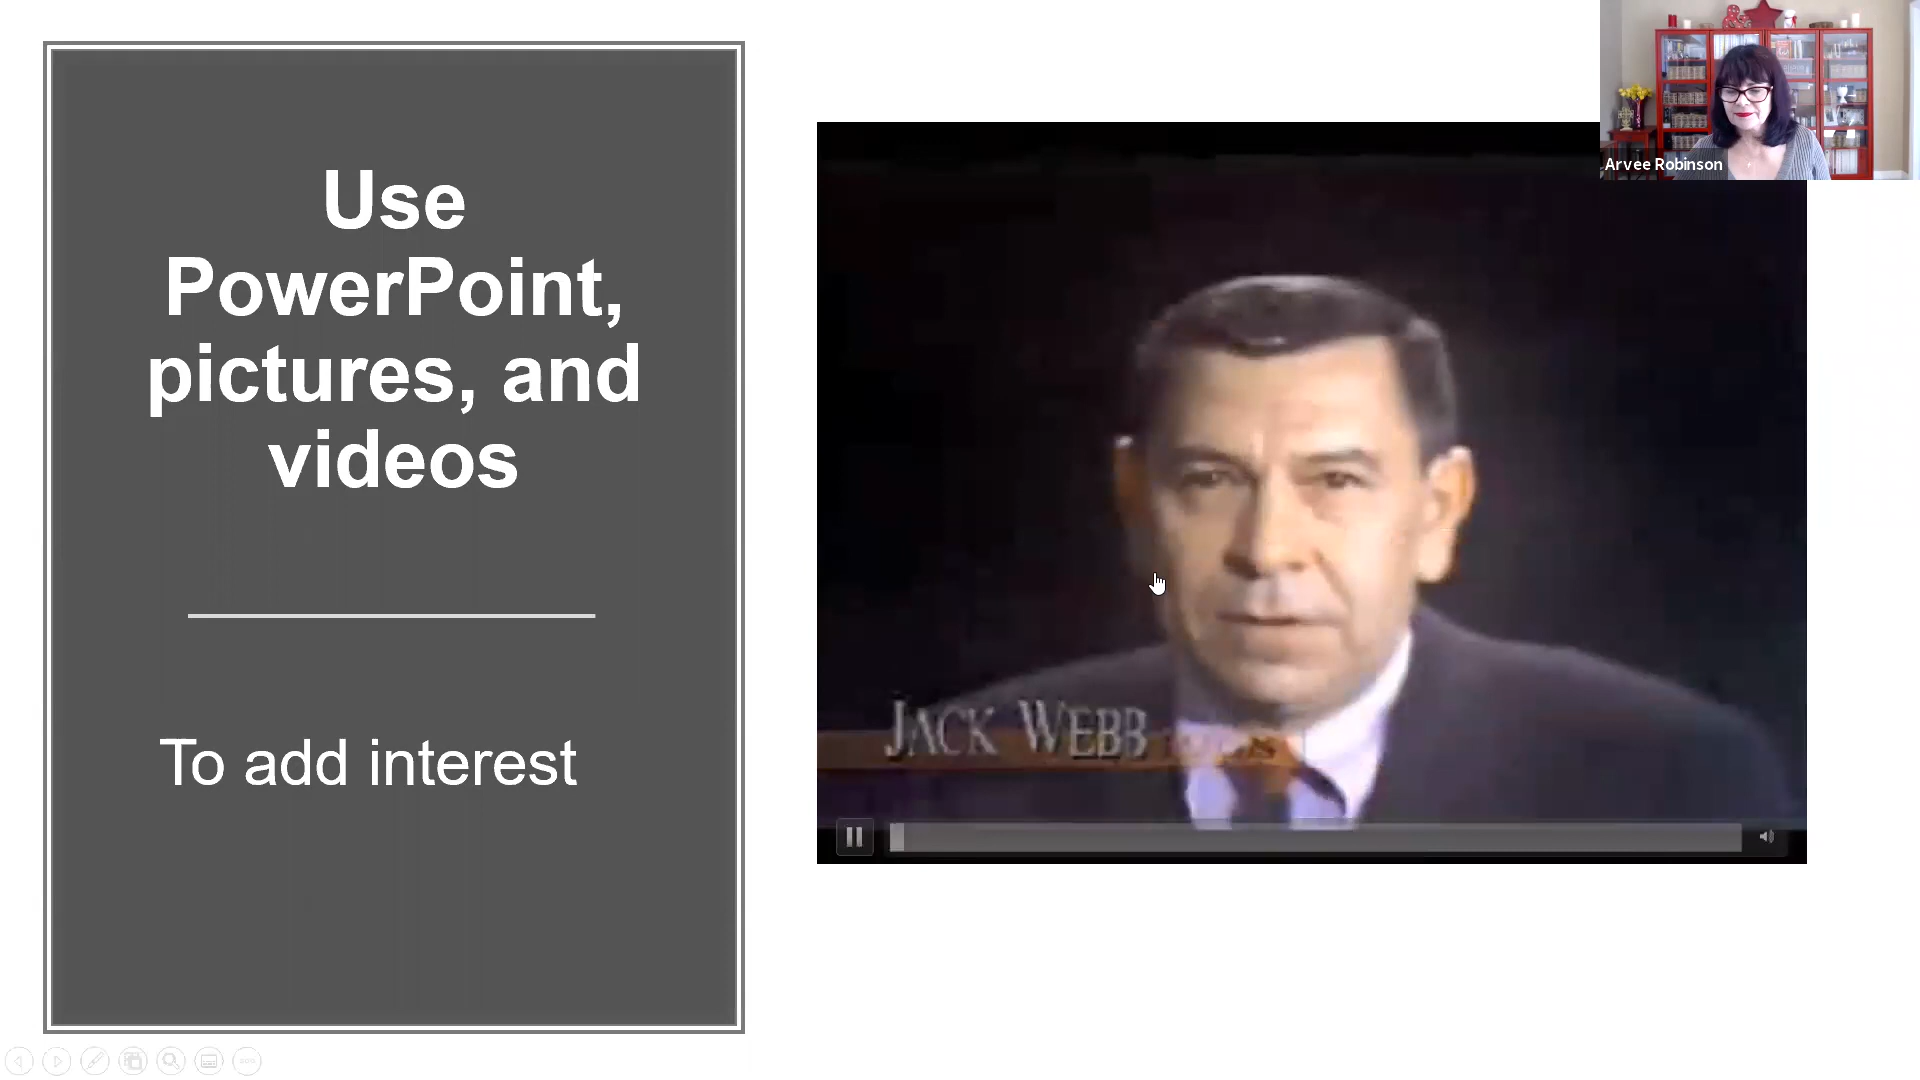 Use
PowerPoint,
pictures, and
videos
To add interest
Arvee Robinson
JACK WEBB